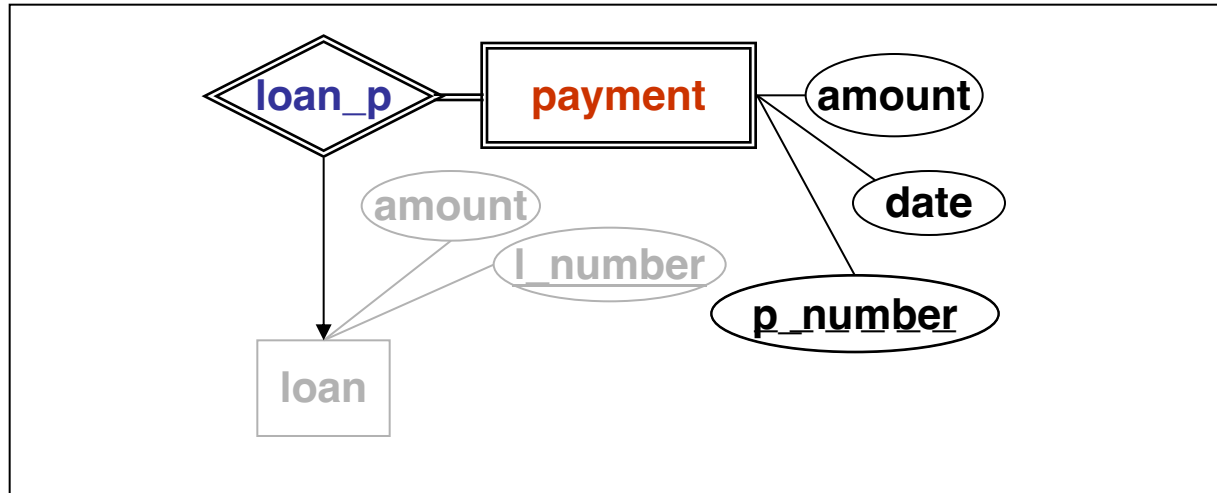 loan_p
payment
amount
date
p_number
amount
l_number
loan